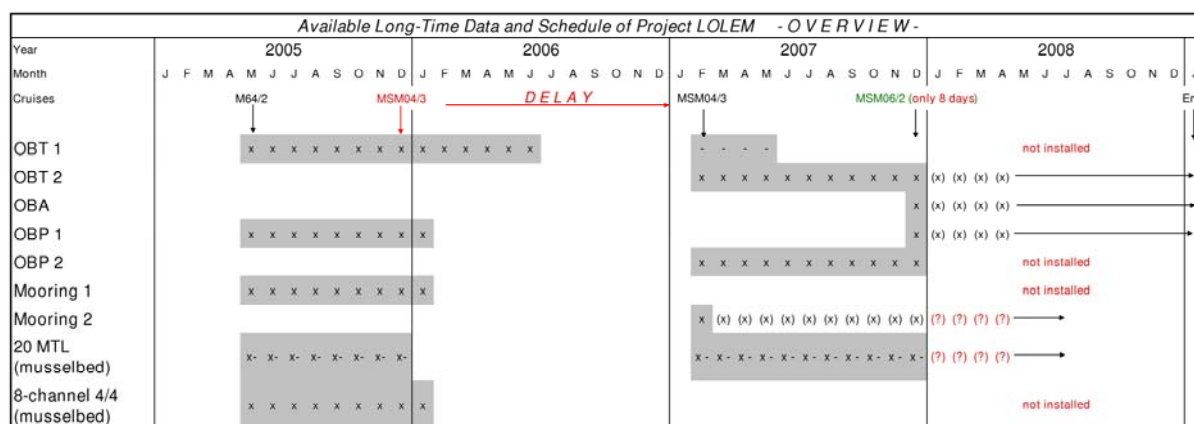 Available Long-Time Data and Schedule of Project LOLEM - O V E R V I E W -
Year 2005 2006 2007 2008
Month J F M A M J J A S O N D J F M A M J J A S O N D J F M A M J J A S O N D J F M A M J J A S O N D J
Cruises M64/2 MSM04/3 D E L A Y MSM04/3 MSM06/2 (only 8 days) En
OBT 1 x x x x x x x x x x x x x x - - - - not installed
OBT 2 x x x x x x x x x x x (x) (x) (x) (x)
OBA x (x) (x) (x) (x)
OBP 1 x x x x x x x x x x (x) (x) (x) (x)
OBP 2 x x x x x x x x x x x not installed
Mooring 1 x x x x x x x x x not installed
Mooring 2 x (x) (x) (x) (x) (x) (x) (x) (x) (x) (x) (?) (?) (?) (?)
20 MTL
(musselbed) x- x- x- x- x- x- x- x- x - x - x - x - x - x - x - x - x - x - x - (?) (?) (?) (?)
8-channel 4/4
(musselbed) x x x x x x x x x not installed